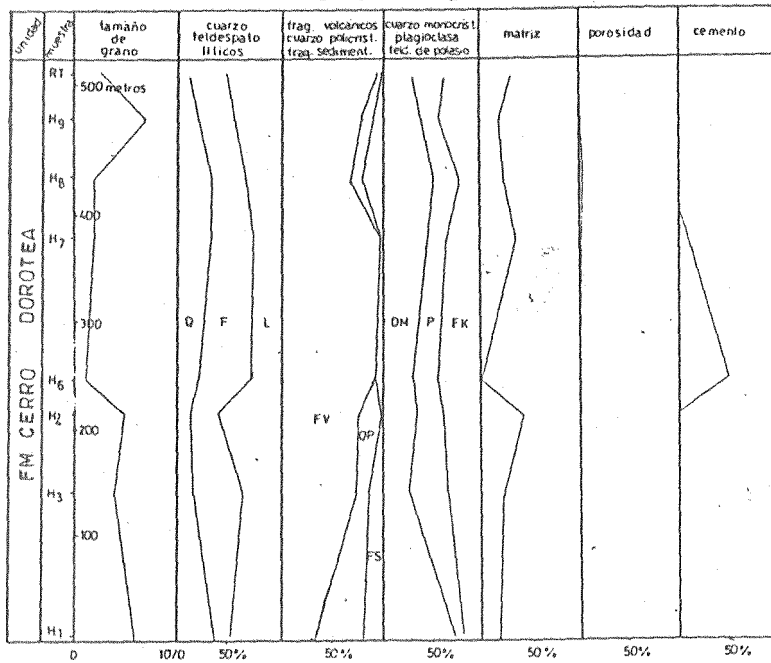 unidad
muestra
tamaño
de
grano
cuarzo
feldespato
líticos
frag. volcánicos
cuarzo policrist.
frag. sediment.
cuarzo monocrist.
plagioclasa
feld. de potasio
matriz
porosidad
cemento
RT
500 metros
H9
H8
400
H7
FM CERRO DOROTEA
Q
F
L
DM
P
FK
300
H6
FV
H2
200
QP
H3
100
FS
H1
0
10/0
50%
50%
50%
50%
50%
50%